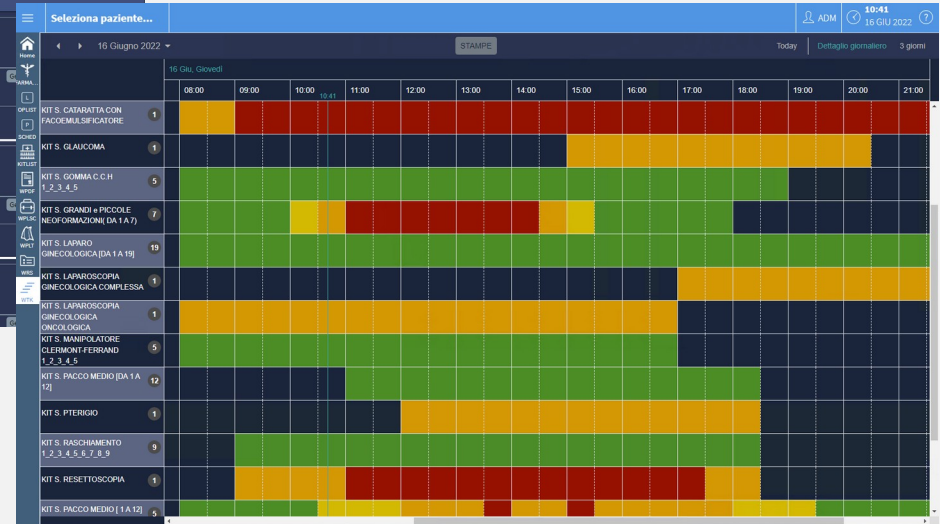 Seleziona paziente...
ADM
10:41
16 GIU 2022
?
Home
16 Giugno 2022
STAMPE
Today
Dettaglio giornaliero
3 giorni
FARMA...
16 Giu, Giovedì
08:00 09:00 10:00 11:00 12:00 13:00 14:00 15:00 16:00 17:00 18:00 19:00 20:00 21:00
10:41
L
OPLIST
P
SCHED
KITLIST
WPDF
WPLSC
WPLT
WRS
WTK
KIT S. CATARATTA CON
FACOEMULSIFICATORE
1
KIT S. GLAUCOMA
1
KIT S. GOMMA C.C.H
1_2_3_4_5
5
KIT S. GRANDI e PICCOLE
NEOFORMAZIONI( DA 1 A 7)
7
KIT S. LAPARO
GINECOLOGICA [DA 1 A 19]
19
KIT S. LAPAROSCOPIA
GINECOLOGICA COMPLESSA
1
KIT S. LAPAROSCOPIA
GINECOLOGICA
ONCOLOGICA
1
KIT S. MANIPOLATORE
CLERMONT-FERRAND
1_2_3_4_5
5
KIT S. PACCO MEDIO [DA 1 A
12]
12
KIT S. PTERIGIO
1
KIT S. RASCHIAMENTO
1_2_3_4_5_6_7_8_9
9
KIT S. RESETTOSCOPIA
1
KIT S. PACCO MEDIO [ 1 A 12]
5